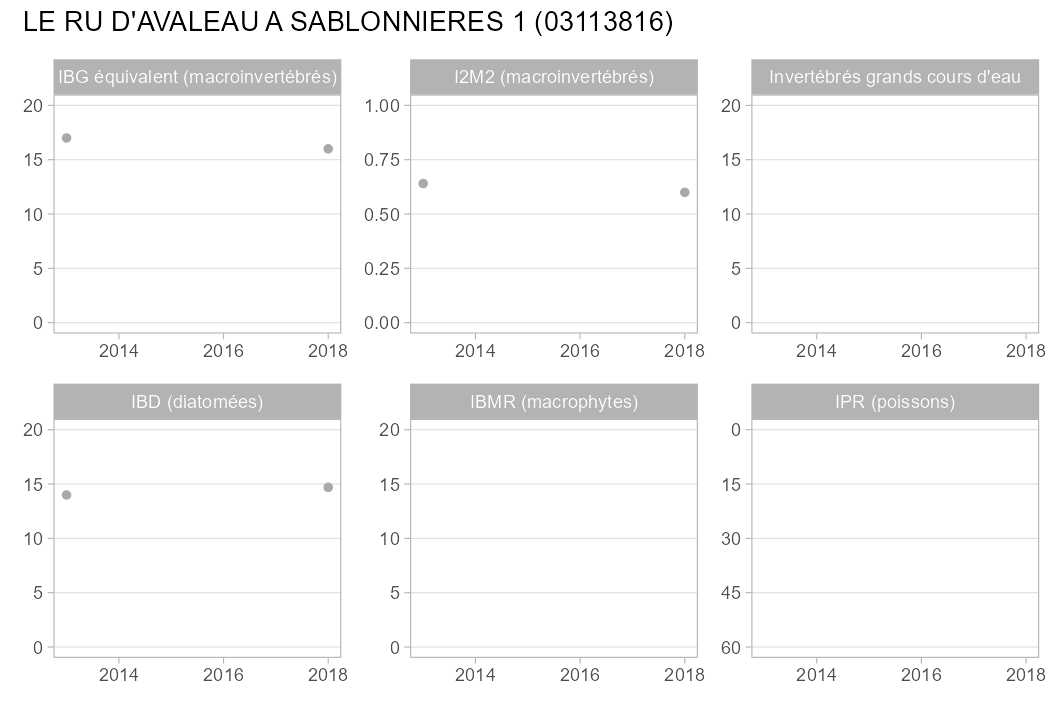 LE RU D'AVALEAU A SABLONNIERES 1 (03113816)
IBG équivalent (macroinvertébrés)
20
15
10
5
0
2014 2016 2018
I2M2 (macroinvertébrés)
1.00
0.75
0.50
0.25
0.00
2014 2016 2018
Invertébrés grands cours d'eau
20
15
10
5
0
2014 2016 2018
IBD (diatomées)
20
15
10
5
0
2014 2016 2018
IBMR (macrophytes)
20
15
10
5
0
2014 2016 2018
IPR (poissons)
0
15
30
45
60
2014 2016 2018